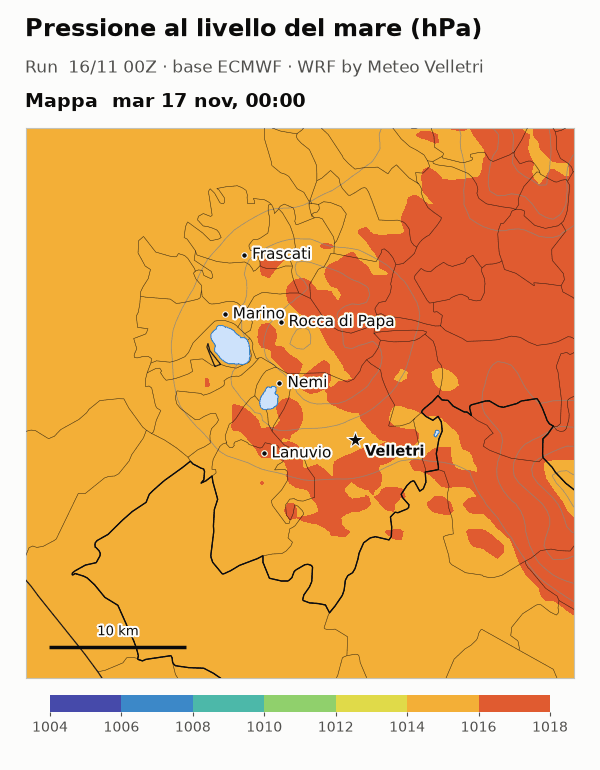 Pressione al livello del mare (hPa)
Run  16/11 00Z · base ECMWF · WRF by Meteo Velletri
Mappa  mar 17 nov, 00:00
Frascati
Marino
Rocca di Papa
Nemi
Velletri
Lanuvio
10 km
1004 1006 1008 1010 1012 1014 1016 1018